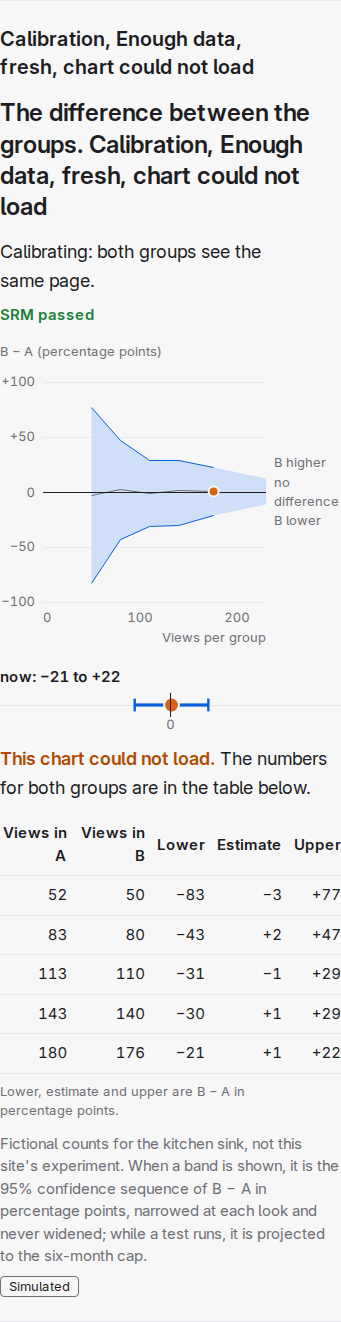 Calibration, Enough data,
fresh, chart could not load
The difference between the
groups. Calibration, Enough
data, fresh, chart could not
load
Calibrating: both groups see the
same page.
SRM passed
B − A (percentage points)
+100
+50
0
−50
−100
B higher
no
difference
B lower
0 100 200
Views per group
now: −21 to +22
0
This chart could not load. The numbers
for both groups are in the table below.
Views in A Views in B Lower Estimate Upper
52 50 −83 −3 +77
83 80 −43 +2 +47
113 110 −31 −1 +29
143 140 −30 +1 +29
180 176 −21 +1 +22
Lower, estimate and upper are B − A in
percentage points.
Fictional counts for the kitchen sink, not this
site's experiment. When a band is shown, it is the
95% confidence sequence of B − A in
percentage points, narrowed at each look and
never widened; while a test runs, it is projected
to the six-month cap.
Simulated